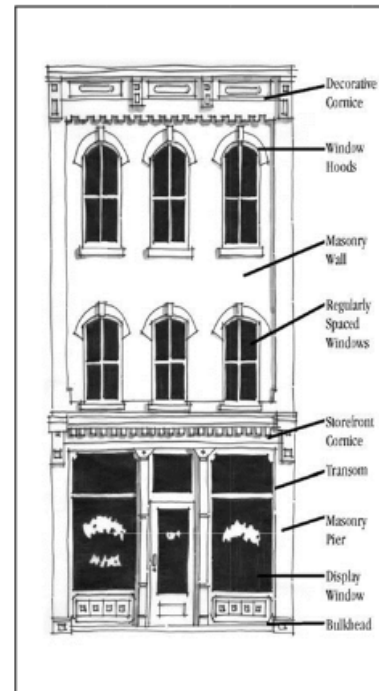 Decorative
Cornice
Window
Hoods
Masonry
Wall
Regularly
Spaced
Windows
Storefront
Cornice
Transom
Masonry
Pier
Display
Window
Bulkhead